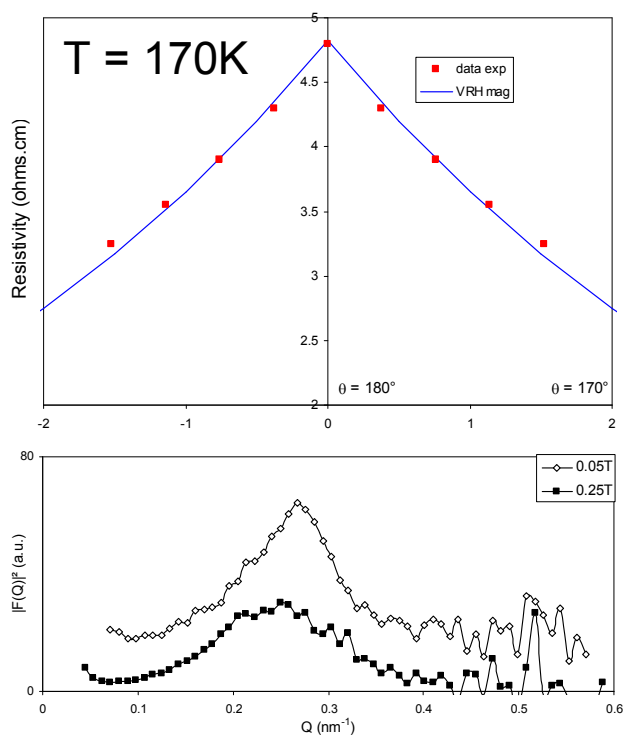 T = 170K
Resistivity (ohms.cm)
5
4.5
4
3.5
3
2.5
2
data exp
VRH mag
θ = 180°
θ = 170°
-2
-1
0
1
2
|F(Q)|² (a.u.)
80
0
0.05T
0.25T
0
0.1
0.2
0.3
0.4
0.5
0.6
Q (nm⁻¹)